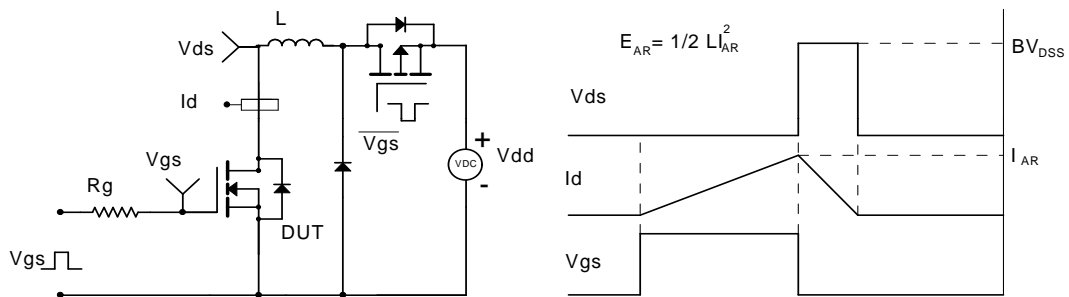 L
Vds
Id
Vgs
Vgs
+
VDC
Vdd
-
Rg
DUT
Vgs
E_AR = 1/2 LI_AR^2
BV_DSS
Vds
I_AR
Id
Vgs